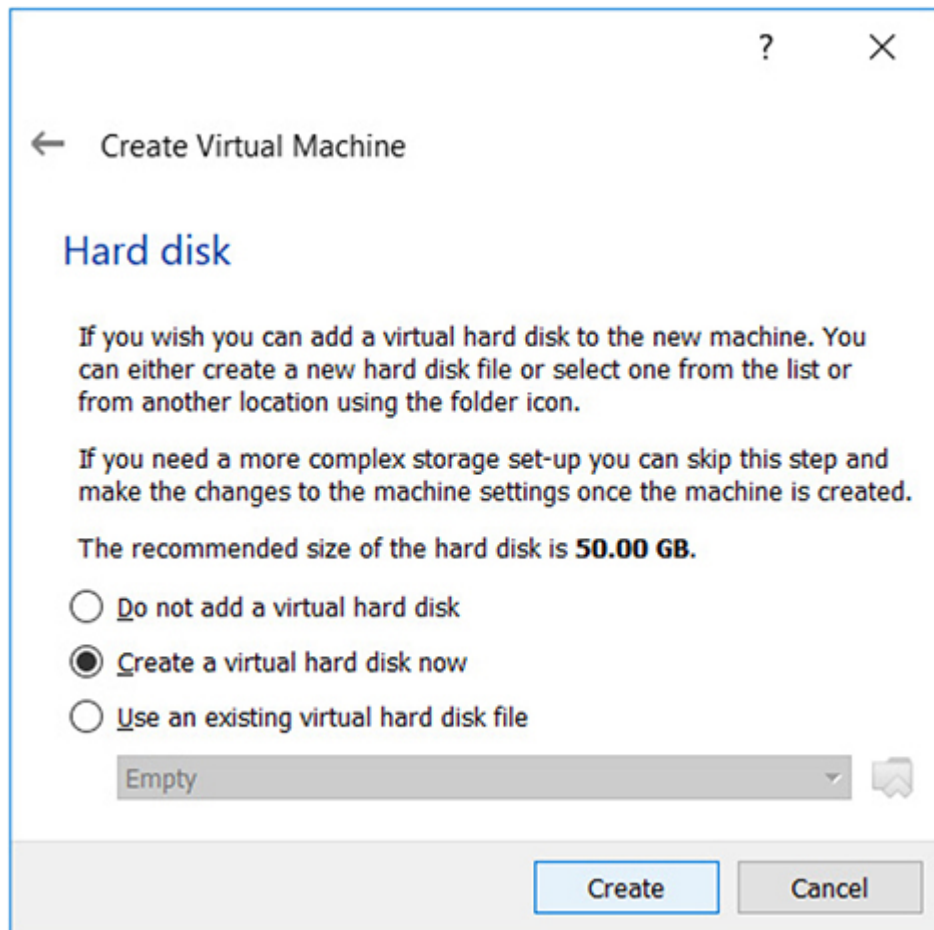 ?
Create Virtual Machine
Hard disk
If you wish you can add a virtual hard disk to the new machine. You
can either create a new hard disk file or select one from the list or
from another location using the folder icon.
If you need a more complex storage set-up you can skip this step and
make the changes to the machine settings once the machine is created.
The recommended size of the hard disk is 50.00 GB.
Do not add a virtual hard disk
Create a virtual hard disk now
Use an existing virtual hard disk file
Empty
Create Cancel